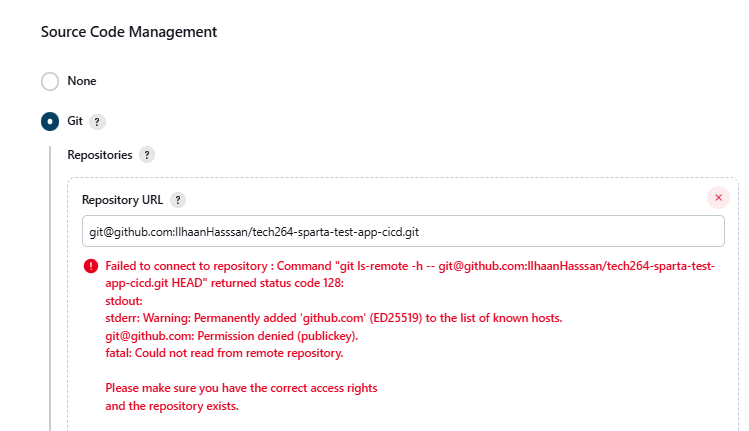 Source Code Management
None
Git ?
Repositories ?
Repository URL ?
git@github.com:IlhaanHasssan/tech264-sparta-test-app-cicd.git
Failed to connect to repository : Command "git ls-remote -h -- git@github.com:IlhaanHasssan/tech264-sparta-test-
app-cicd.git HEAD" returned status code 128:
stdout:
stderr: Warning: Permanently added 'github.com' (ED25519) to the list of known hosts.
git@github.com: Permission denied (publickey).
fatal: Could not read from remote repository.
Please make sure you have the correct access rights
and the repository exists.